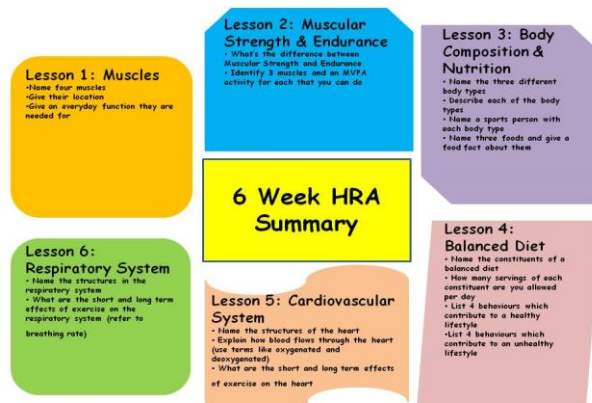 Lesson 1: Muscles
•Name four muscles
•Give their location
•Give an everyday function they are
needed for
Lesson 2: Muscular
Strength & Endurance
• What's the difference between
Muscular Strength and Endurance
• Identify 3 muscles and an MVPA
activity for each that you can do
Lesson 3: Body
Composition &
Nutrition
• Name the three different
body types
• Describe each of the body
types
• Name a sports person with
each body type
• Name three foods and give a
food fact about them
6 Week HRA
Summary
Lesson 4:
Balanced Diet
• Name the constituents of a
balanced diet
• How many servings of each
constituent are you allowed
per day
• List 4 behaviours which
contribute to a healthy
lifestyle
•List 4 behaviours which
contribute to an unhealthy
lifestyle
Lesson 5: Cardiovascular
System
• Name the structures of the heart
• Explain how blood flows through the heart
(use terms like oxygenated and
deoxygenated)
• What are the short and long term effects
of exercise on the heart
Lesson 6:
Respiratory System
• Name the structures in the
respiratory system
• What are the short and long term
effects of exercise on the
respiratory system (refer to
breathing rate)